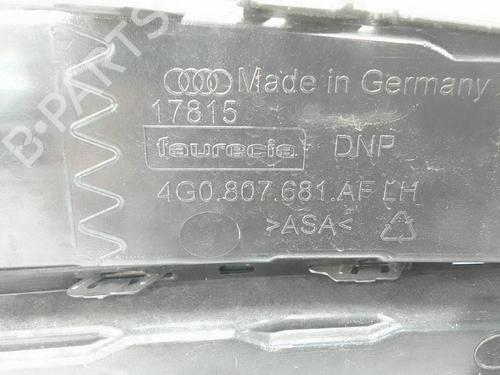 Made in Germany
17815
faurecia DNP
4G0.807.681.AF LH
>ASA<
B-PARTS